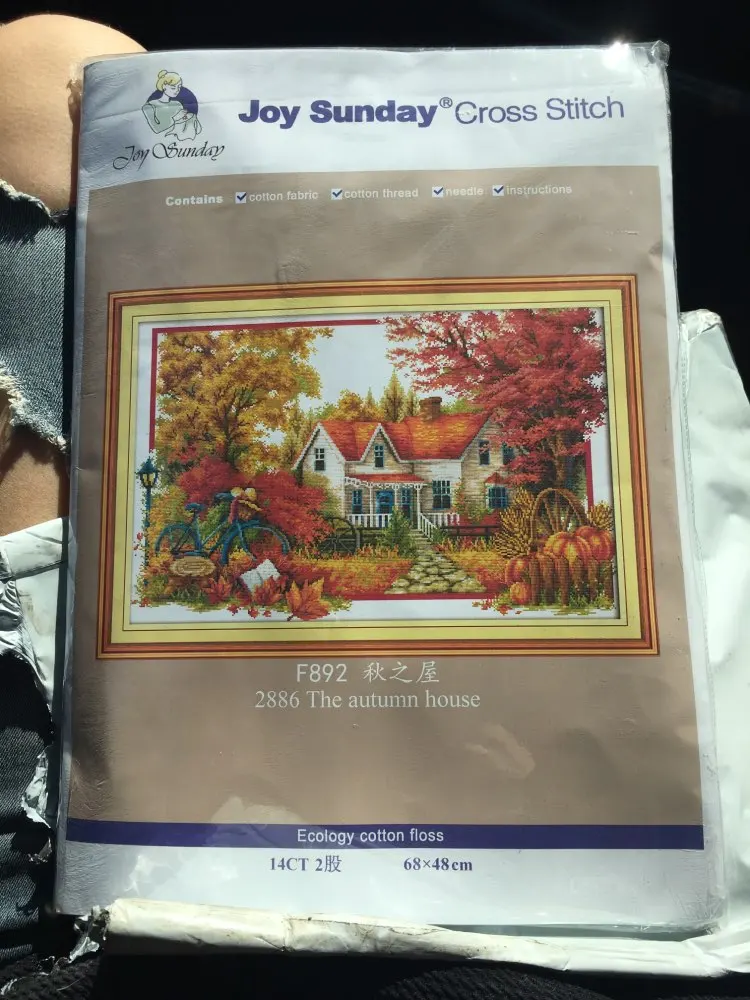 Joy Sunday® Cross Stitch
Joy Sunday
Contains cotton fabric cotton thread needle instructions
F892 秋之屋
2886 The autumn house
Ecology cotton floss
14CT 2股 68×48cm